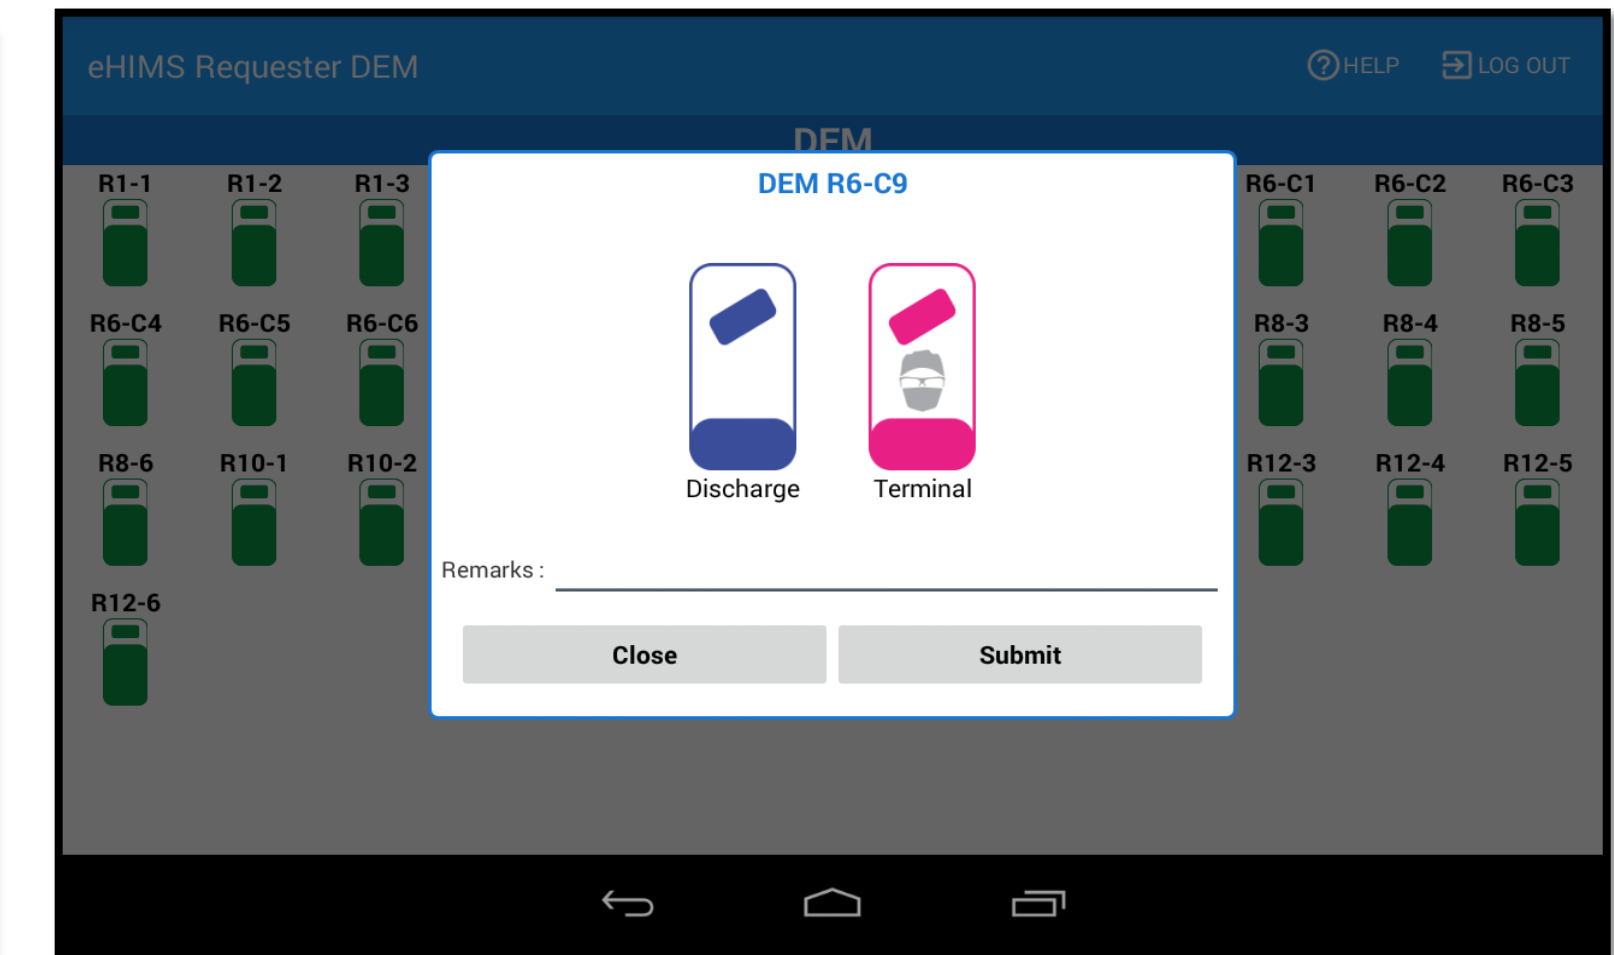 eHIMS Requester DEM
HELP
LOG OUT
DEM
R1-1 R1-2 R1-3 R6-C1 R6-C2 R6-C3
DEM R6-C9
R6-C4 R6-C5 R6-C6 R8-3 R8-4 R8-5
R8-6 R10-1 R10-2 R12-3 R12-4 R12-5
Discharge Terminal
Remarks :
R12-6
Close Submit